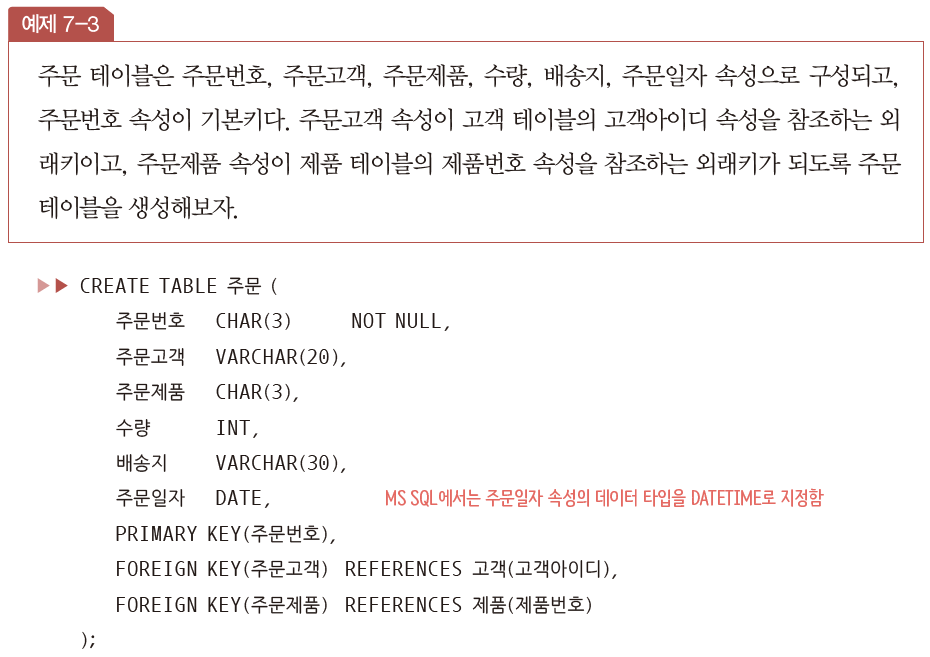 예제 7-3
주문 테이블은 주문번호, 주문고객, 주문제품, 수량, 배송지, 주문일자 속성으로 구성되고,
주문번호 속성이 기본키다. 주문고객 속성이 고객 테이블의 고객아이디 속성을 참조하는 외
래키이고, 주문제품 속성이 제품 테이블의 제품번호 속성을 참조하는 외래키가 되도록 주문
테이블을 생성해보자.
CREATE TABLE 주문 (
주문번호 CHAR(3) NOT NULL,
주문고객 VARCHAR(20),
주문제품 CHAR(3),
수량 INT,
배송지 VARCHAR(30),
주문일자 DATE, MS SQL에서는 주문일자 속성의 데이터 타입을 DATETIME로 지정함
PRIMARY KEY(주문번호),
FOREIGN KEY(주문고객) REFERENCES 고객(고객아이디),
FOREIGN KEY(주문제품) REFERENCES 제품(제품번호)
);